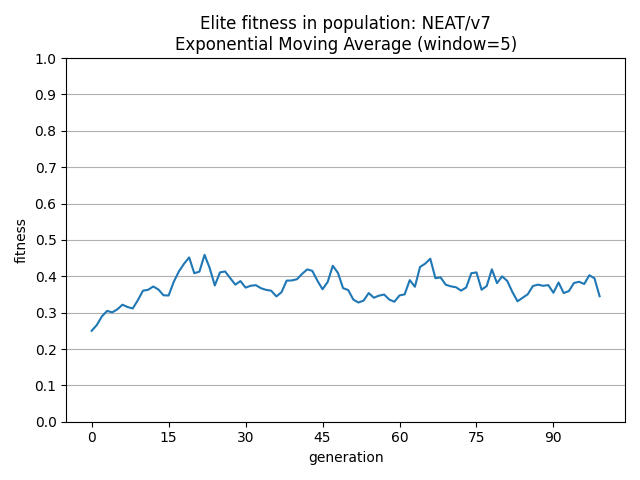 Elite fitness in population: NEAT/v7
Exponential Moving Average (window=5)
1.0
0.9
0.8
0.7
0.6
0.5
0.4
0.3
0.2
0.1
0.0
fitness
0 15 30 45 60 75 90
generation